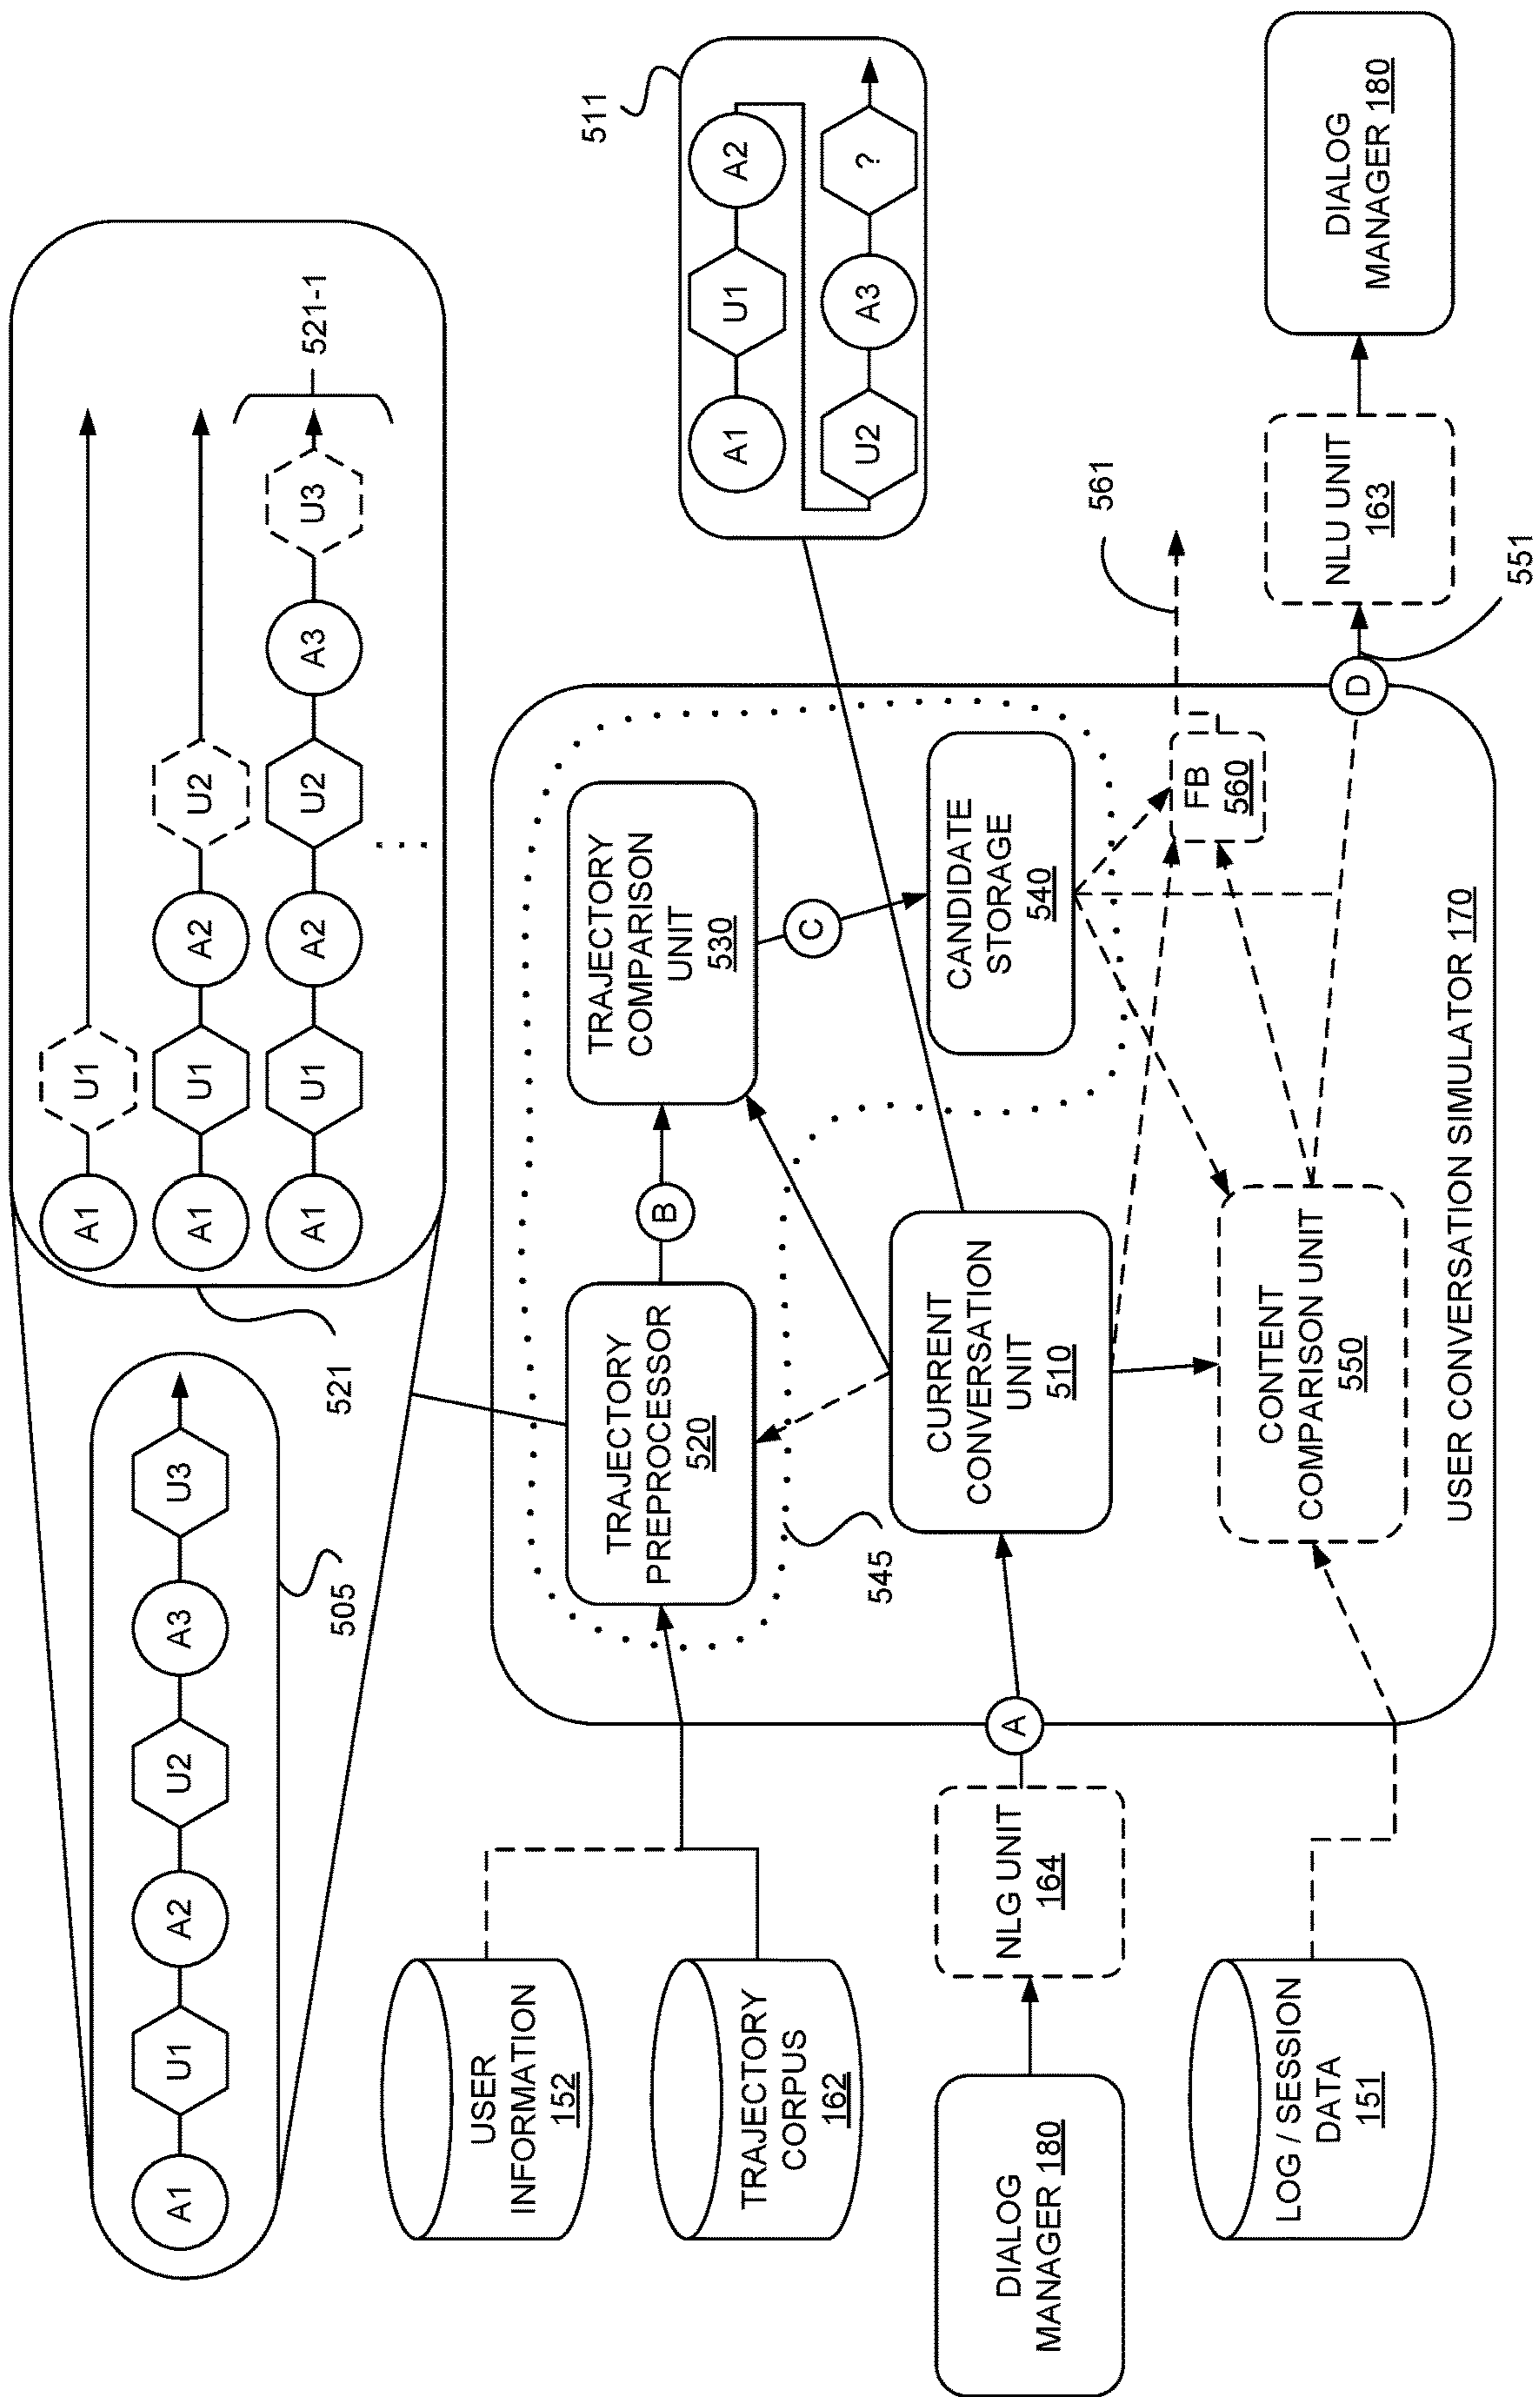 A1
U1
A2
U2
A3
U3
505
521
A1
U1
A1
U1
A2
U2
A1
U1
A2
U2
A3
U3
521-1
...
USER
INFORMATION
152
TRAJECTORY
CORPUS
162
DIALOG
MANAGER 180
NLG UNIT
164
LOG / SESSION
DATA
151
A
TRAJECTORY
PREPROCESSOR
520
B
TRAJECTORY
COMPARISON
UNIT
530
545
C
CURRENT
CONVERSATION
UNIT
510
CANDIDATE
STORAGE
540
CONTENT
COMPARISON UNIT
550
FB
560
USER CONVERSATION SIMULATOR 170
D
561
551
511
A1
U1
A2
U2
A3
?
NLU UNIT
163
DIALOG
MANAGER 180